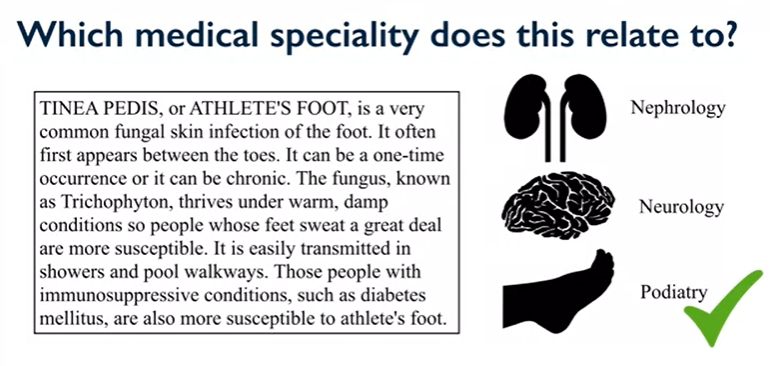 Which medical speciality does this relate to?
TINEA PEDIS, or ATHLETE'S FOOT, is a very
common fungal skin infection of the foot. It often
first appears between the toes. It can be a one-time
occurrence or it can be chronic. The fungus, known
as Trichophyton, thrives under warm, damp
conditions so people whose feet sweat a great deal
are more susceptible. It is easily transmitted in
showers and pool walkways. Those people with
immunosuppressive conditions, such as diabetes
mellitus, are also more susceptible to athlete's foot.
Nephrology
Neurology
Podiatry